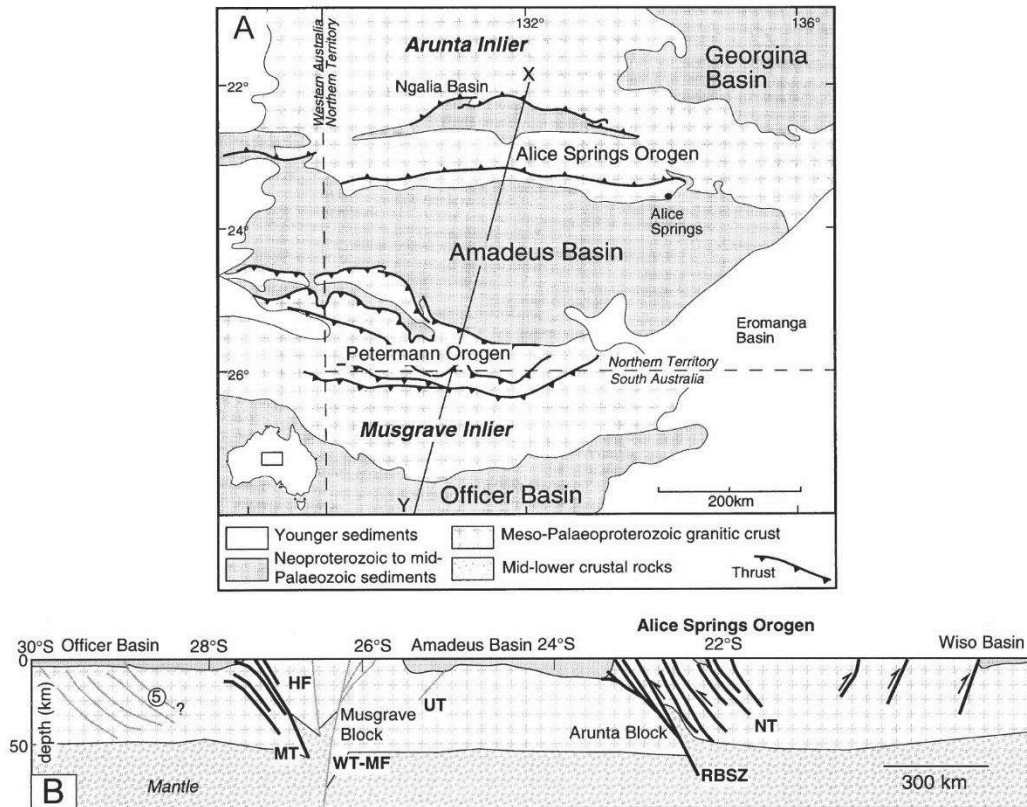 A
132°
136°
Western Australia
Northern Territory
Arunta Inlier
Georgina
Basin
X
22°
Ngalia Basin
Alice Springs Orogen
Alice
Springs
24°
Amadeus Basin
Eromanga
Basin
Petermann Orogen
Northern Territory
South Australia
26°
Musgrave Inlier
Officer Basin
200km
Y
Younger sediments
Meso-Palaeoproterozoic granitic crust
Neoproterozoic to mid-
Palaeozoic sediments
Mid-lower crustal rocks
Thrust
Alice Springs Orogen
30°S Officer Basin 28°S 26°S Amadeus Basin 24°S 22°S Wiso Basin
0
depth (km)
50
5
?
HF
Musgrave
Block
UT
MT
WT-MF
Arunta Block
NT
RBSZ
Mantle
300 km
B